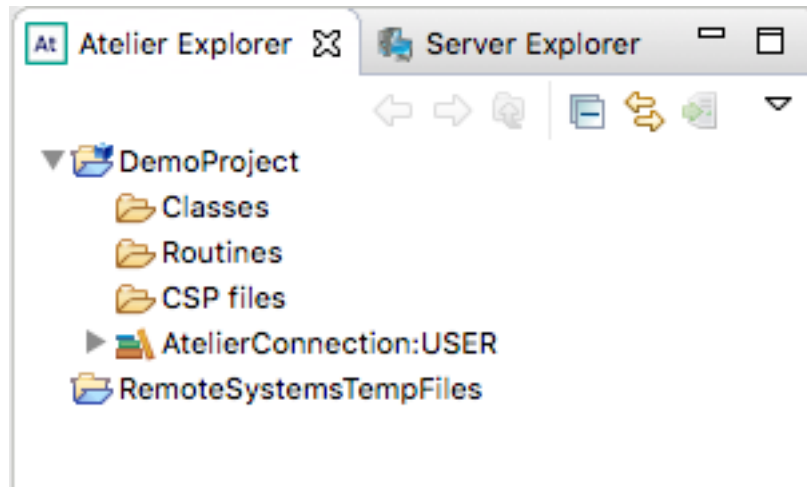 At Atelier Explorer Server Explorer
DemoProject
Classes
Routines
CSP files
AtelierConnection:USER
RemoteSystemsTempFiles